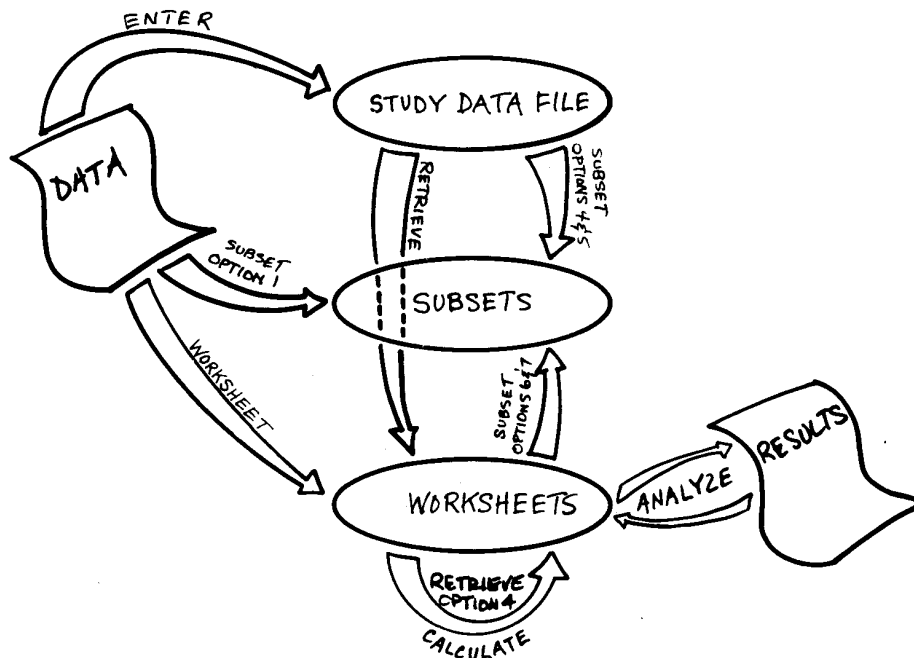 ENTER
STUDY DATA FILE
DATA
RETRIEVE
SUBSET
OPTIONS 4&5
SUBSET
OPTION 1
SUBSETS
WORKSHEET
SUBSET
OPTIONS 6&7
RESULTS
WORKSHEETS
ANALYZE
RETRIEVE
OPTION 4
CALCULATE